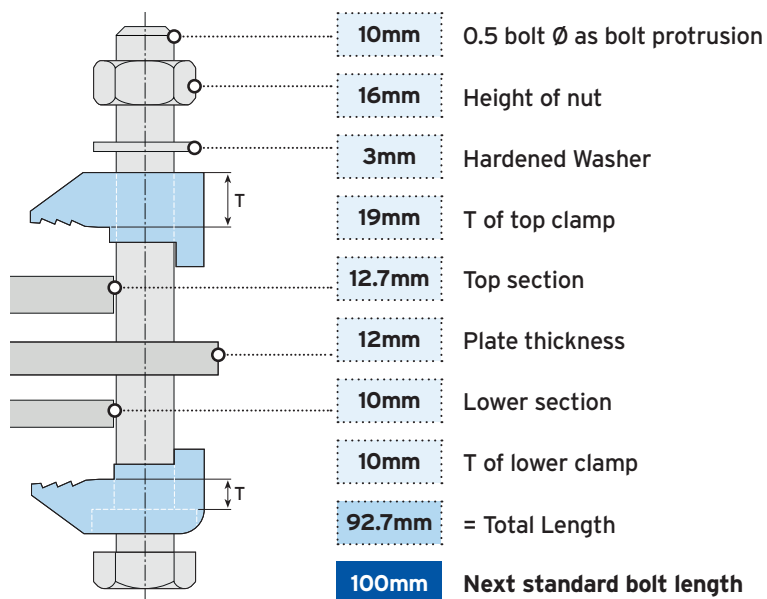 10mm 0.5 bolt Ø as bolt protrusion
16mm Height of nut
3mm Hardened Washer
T
19mm T of top clamp
12.7mm Top section
12mm Plate thickness
10mm Lower section
10mm T of lower clamp
T
92.7mm = Total Length
100mm Next standard bolt length